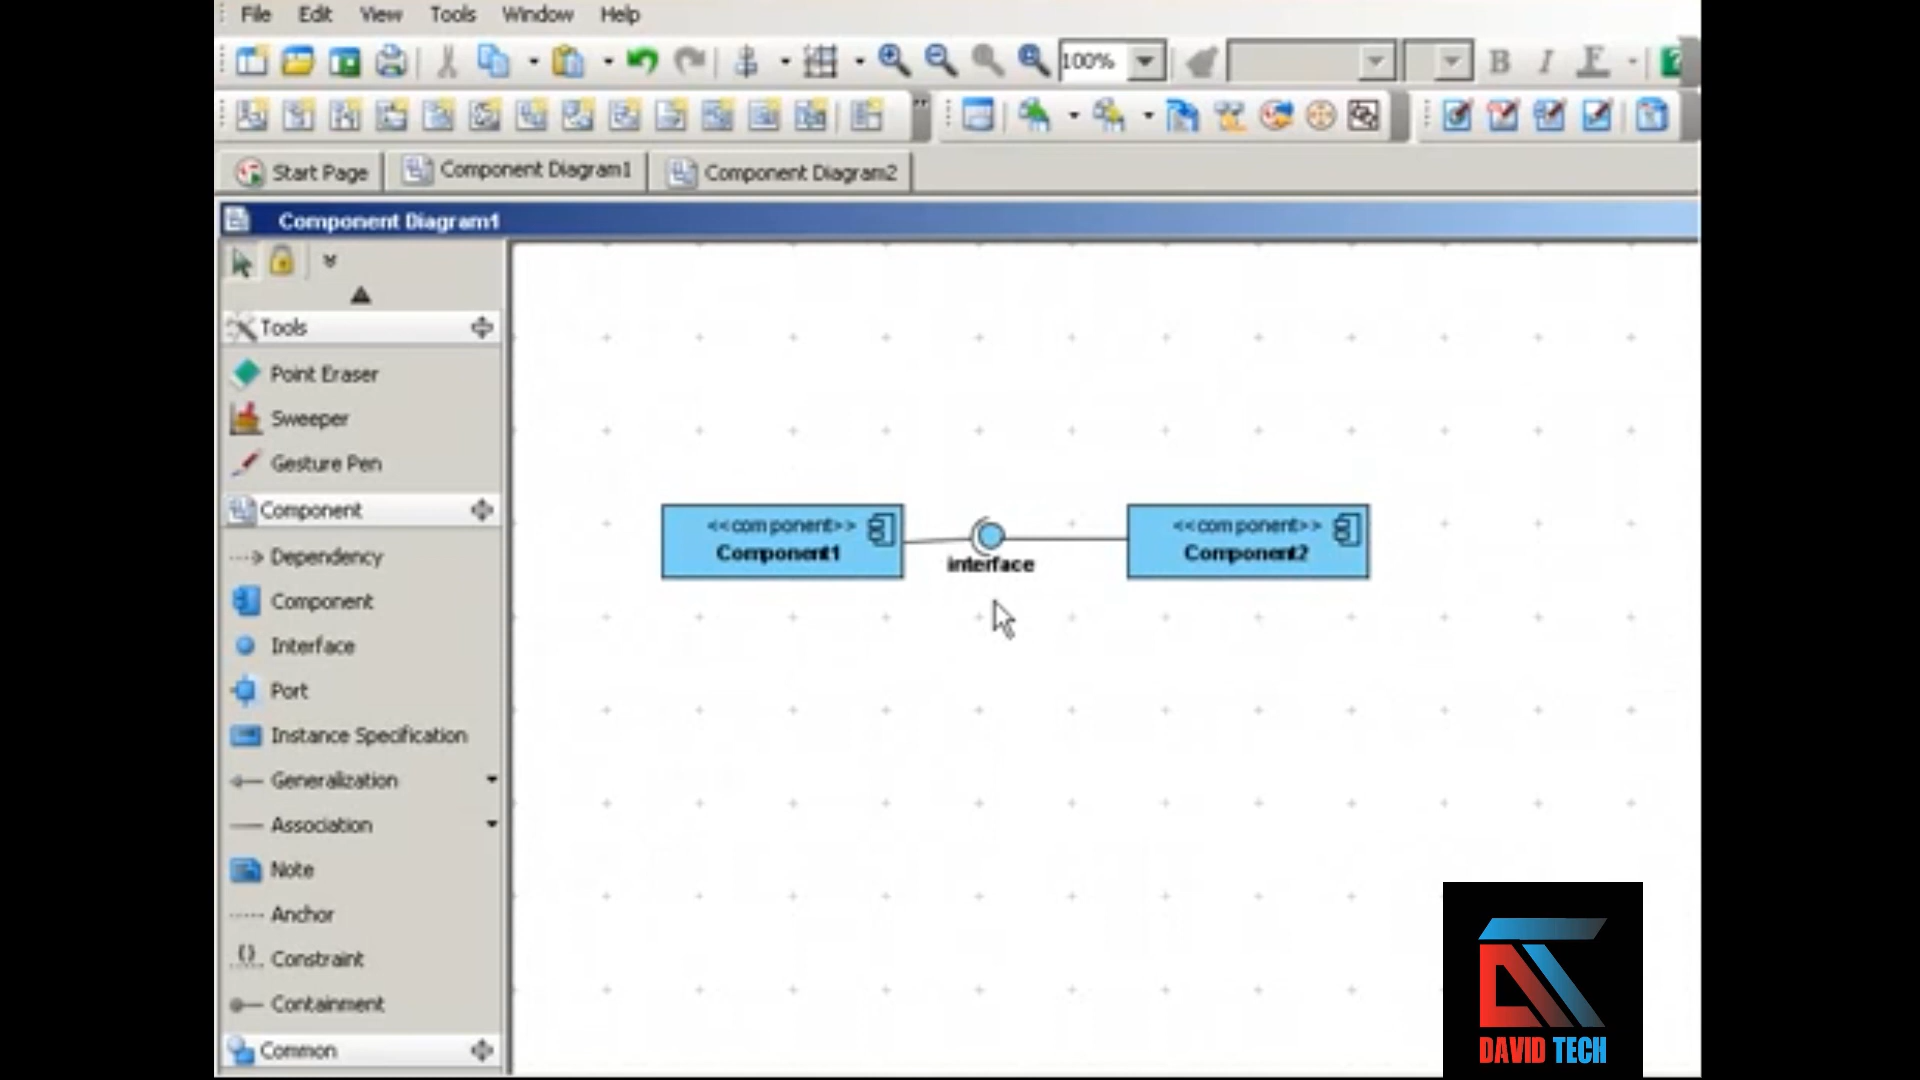 File Edit View Tools Window Help
100%
B I F
Start Page Component Diagram1 Component Diagram2
Component Diagram1
Tools
Point Eraser
Sweeper
Gesture Pen
Component
Dependency
Component
Interface
Port
Instance Specification
Generalization
Association
Note
Anchor
Constraint
Containment
Common
<<component>>
Component1
interface
<<component>>
Component2
DAVID TECH